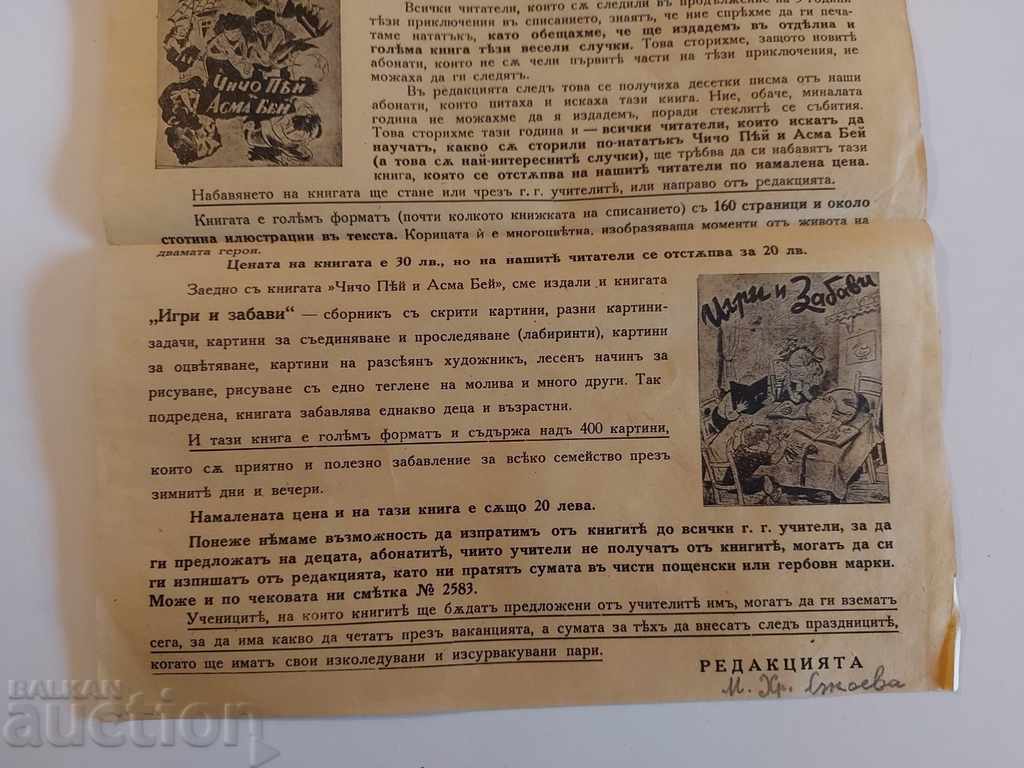 Всички читатели, които сѫ следили въ продължение на 3 години
тѣзи приключения въ списанието, знаятъ, че ние спрѣхме да ги печа-
таме нататъкъ, като обещахме, че ще издадемъ въ отдѣлна и
голѣма книга тѣзи весели случки. Това сторихме, защото новитѣ
абонати, които не сѫ чели първитѣ части на тѣзи приключения, не
можаха да ги следятъ.
Въ редакцията следъ това се получиха десетки писма отъ наши
абонати, които питаха и искаха тази книга. Ние, обаче, миналата
година не можахме да я издадемъ, поради стеклитѣ се събития.
Това сторихме тази година и — всички читатели, които искатъ да
научатъ, какво сѫ сторили по-нататъкъ Чичо Пѣй и Асма Бей
(а това сѫ най-интереснитѣ случки), ще трѣбва да си набавятъ тази
книга, която се отстѫпва на нашитѣ читатели по намалена цена.
Чичо Пѣй
Асма Бей
Набавянето на книгата ще стане или чрезъ г. г. учителитѣ, или направо отъ редакцията.
Книгата е голѣмъ форматъ (почти колкото книжката на списанието) съ 160 страници и около
стотина илюстрации въ текста. Корицата ѝ е многоцвѣтна, изобразяваща моменти отъ живота на
двамата герои.
Цената на книгата е 30 лв., но на нашитѣ читатели се отстѫпва за 20 лв.
Заедно съ книгата »Чичо Пѣй и Асма Бей», сме издали и книгата
„Игри и забави“ — сборникъ съ скрити картини, разни картини-
задачи, картини за съединяване и проследяване (лабиринти), картини
за оцвѣтяване, картини на разсѣянъ художникъ, лесенъ начинъ за
рисуване, рисуване съ едно теглене на молива и много други. Так
подредена, книгата забавлява еднакво деца и възрастни.
И тази книга е голѣмъ форматъ и съдържа надъ 400 картини,
които сѫ приятно и полезно забавление за всѣко семейство презъ
зимнитѣ дни и вечери.
Игри и Забави
Намалената цена и на тази книга е сѫщо 20 лева.
Понеже нѣмаме възможность да изпратимъ отъ книгитѣ до всички г. г. учители, за да
ги предложатъ на децата, абонатитѣ, чиито учители не получатъ отъ книгитѣ, могатъ да си
ги изпишатъ отъ редакцията, като ни пратятъ сумата въ чисти пощенски или гербови марки.
Може и по чековата ни смѣтка № 2583.
Ученицитѣ, на които книгитѣ ще бѫдатъ предложени отъ учителитѣ имъ, могатъ да ги взематъ
сега, за да има какво да четатъ презъ ваканцията, а сумата за тѣхъ да внесатъ следъ праздницитѣ,
когато ще иматъ свои изколедувани и изсурвакувани пари.
РЕДАКЦИЯТА
М. Хр.
BALKAN
auction